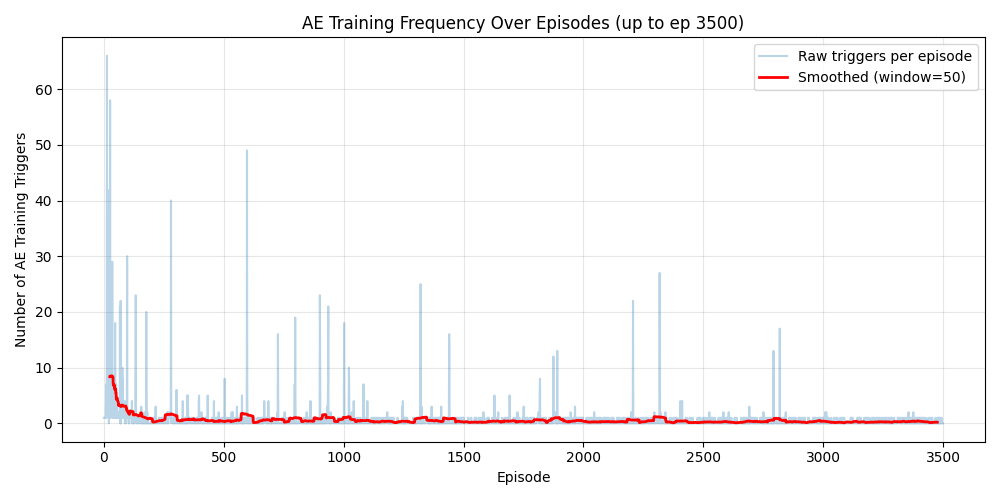 AE Training Frequency Over Episodes (up to ep 3500)
Raw triggers per episode
Smoothed (window=50)
Number of AE Training Triggers
60
50
40
30
20
10
0
0 500 1000 1500 2000 2500 3000 3500
Episode